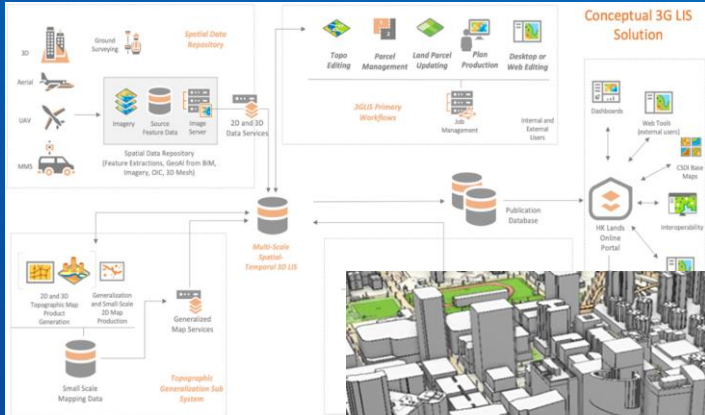 Conceptual 3G LIS
Solution
Spatial Data
Repository
3D
Ground
Surveying
Aerial
UAV
MMS
Imagery
Source
Feature Data
Image
Server
2D and 3D
Data Services
Spatial Data Repository
(Feature Extractions, GeoAI from BIM,
Imagery, OIC, 3D Mesh)
Topo
Editing
Parcel
Management
Land Parcel
Updating
Plan
Production
Desktop or
Web Editing
3GLIS Primary
Workflows
Job
Management
Internal and
External
Users
Dashboards
Web Tools
(external users)
CSDI Base
Maps
Interoperability
HK Lands
Online
Portal
Publication
Database
Multi-Scale
Spatial-
Temporal 3D LIS
2D and 3D
Topographic Map
Product
Generation
Generalization
and Small-Scale
2D Map
Production
Generalized
Map Services
Small Scale
Mapping Data
Topographic
Generalization Sub
System